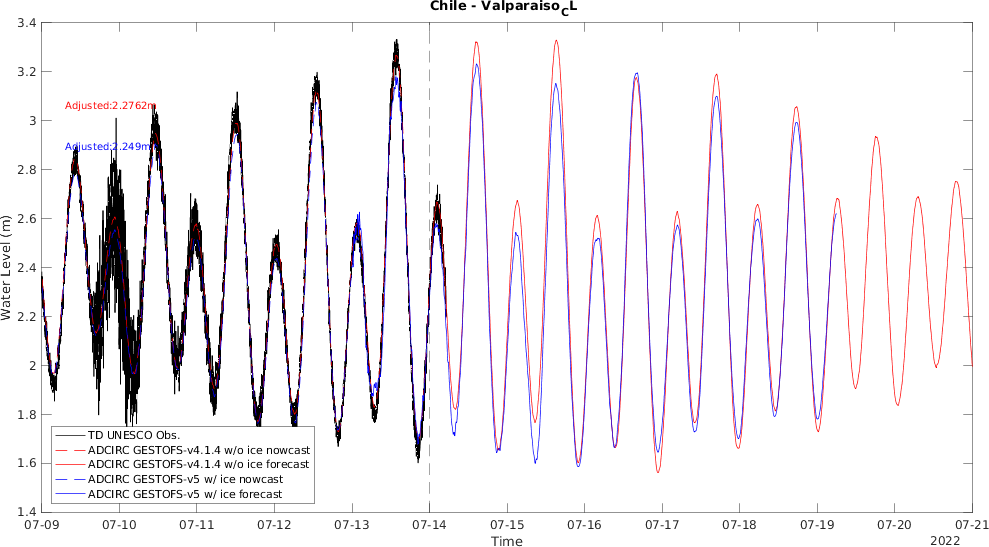 Chile - Valparaiso_CL
3.4
3.2
3
2.8
2.6
2.4
2.2
2
1.8
1.6
1.4
Water Level (m)
Adjusted:2.2762m
Adjusted:2.249m
TD UNESCO Obs.
ADCIRC GESTOFS-v4.1.4 w/o ice nowcast
ADCIRC GESTOFS-v4.1.4 w/o ice forecast
ADCIRC GESTOFS-v5 w/ ice nowcast
ADCIRC GESTOFS-v5 w/ ice forecast
07-09 07-10 07-11 07-12 07-13 07-14 07-15 07-16 07-17 07-18 07-19 07-20 07-21
Time
2022